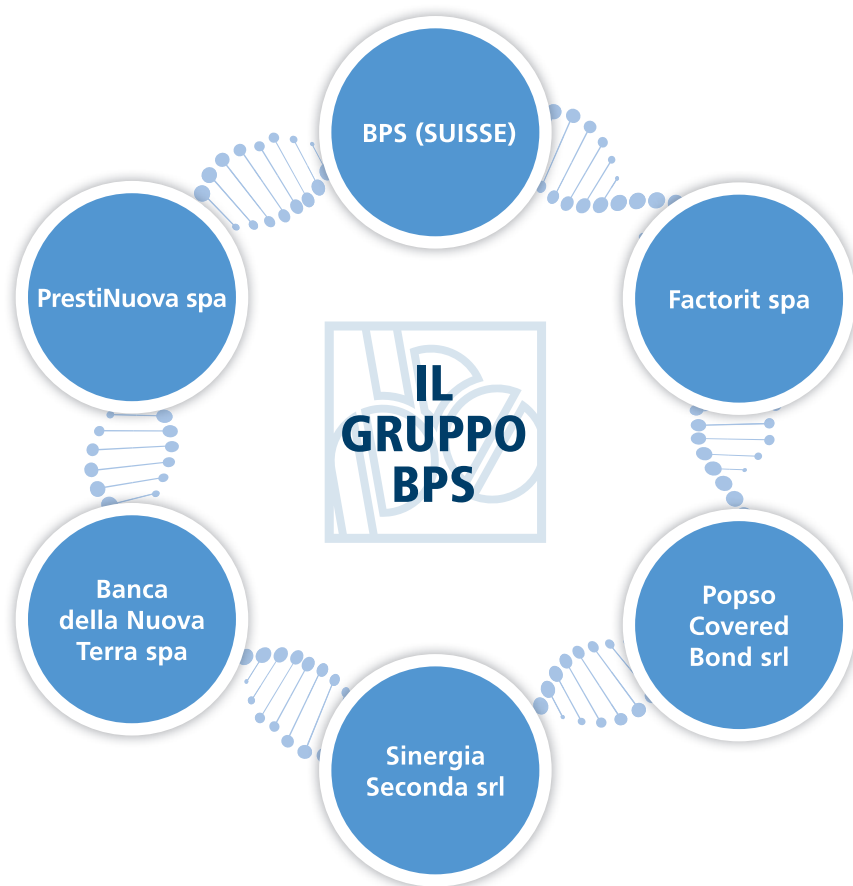 BPS (SUISSE)
PrestiNuova spa
Factorit spa
IL
GRUPPO
BPS
Banca
della Nuova
Terra spa
Popso
Covered
Bond srl
Sinergia
Seconda srl